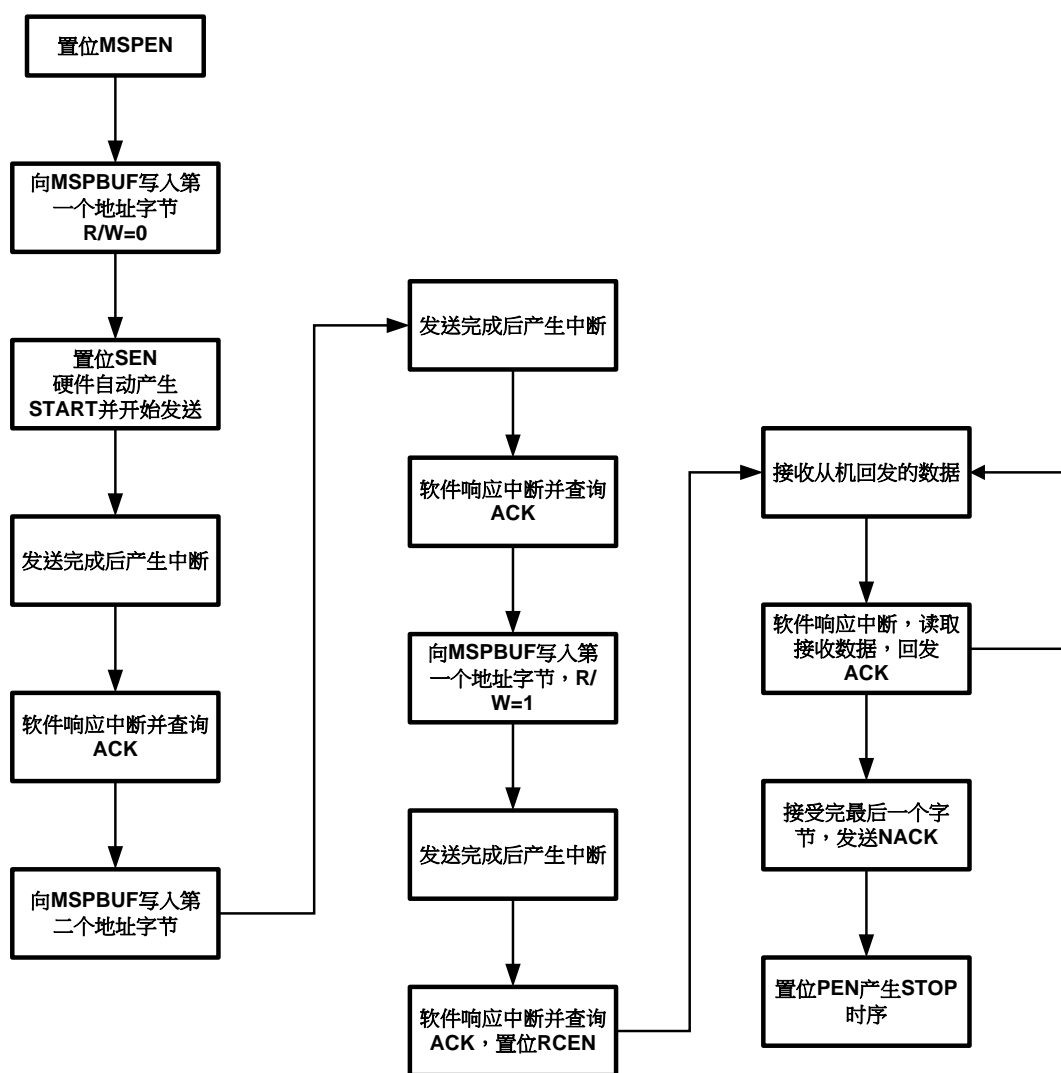 置位MSPEN
向MSPBUF写入第
一个地址字节
R/W=0
置位SEN
硬件自动产生
START并开始发送
发送完成后产生中断
软件响应中断并查询
ACK
向MSPBUF写入第
二个地址字节
发送完成后产生中断
软件响应中断并查询
ACK
向MSPBUF写入第
一个地址字节，R/
W=1
发送完成后产生中断
软件响应中断并查询
ACK，置位RCEN
接收从机回发的数据
软件响应中断，读取
接收数据，回发
ACK
接受完最后一个字
节，发送NACK
置位PEN产生STOP
时序